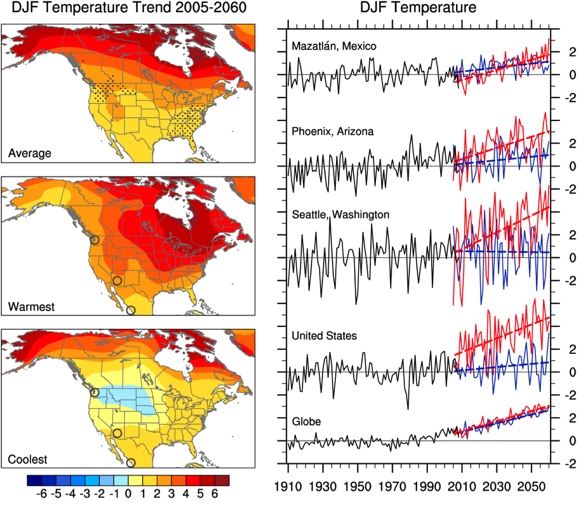 DJF Temperature Trend 2005-2060
Average
Warmest
Coolest
-6 -5 -4 -3 -2 -1 0 1 2 3 4 5 6
DJF Temperature
Mazatlán, Mexico
2
0
-2
Phoenix, Arizona
2
0
-2
Seattle, Washington
2
0
-2
United States
2
0
-2
Globe
2
0
-2
1910 1930 1950 1970 1990 2010 2030 2050